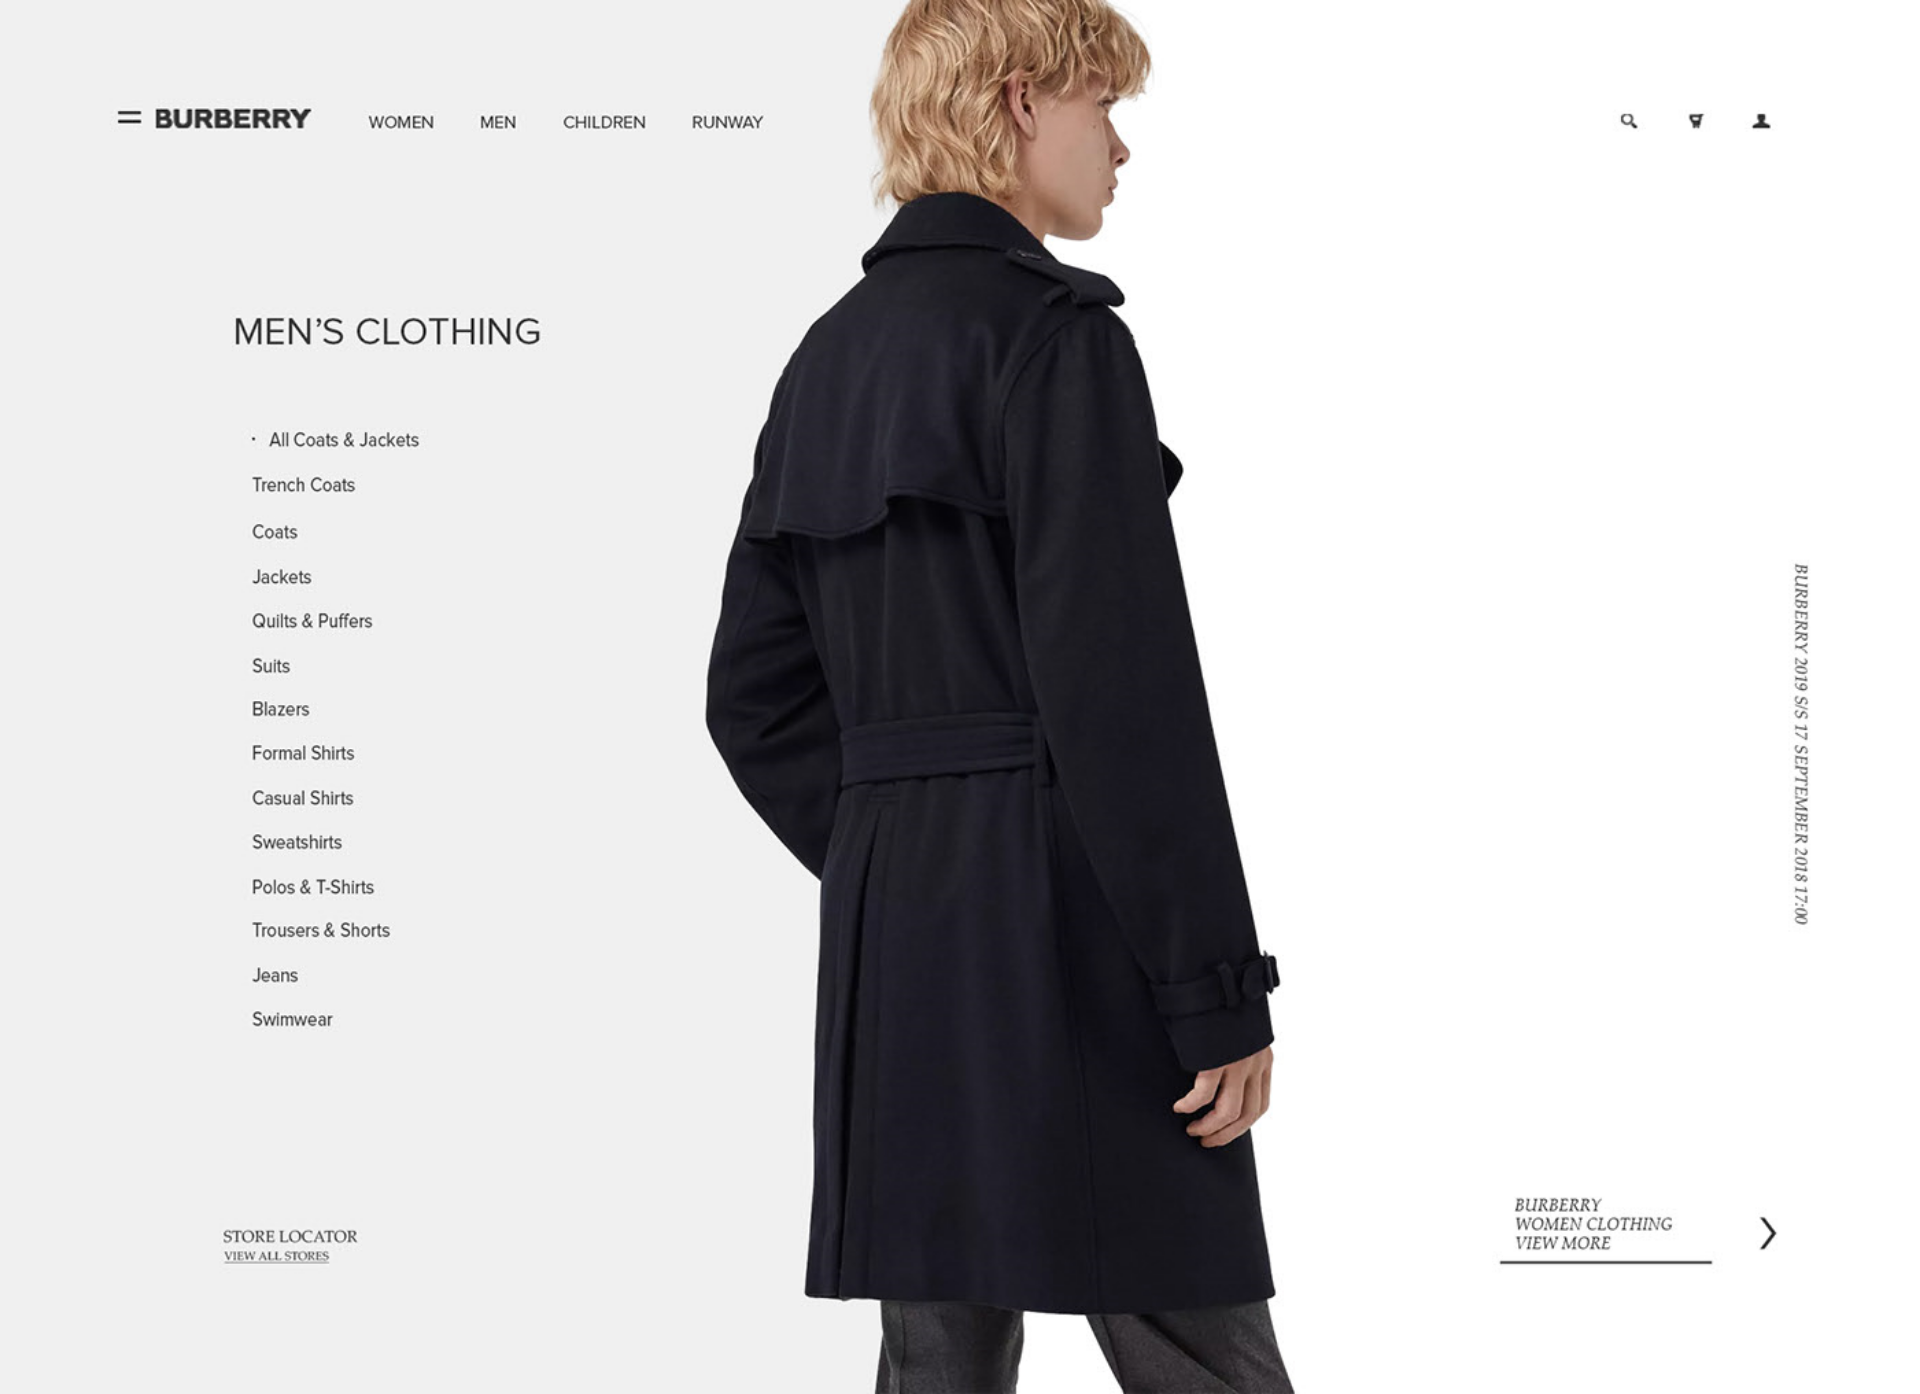 BURBERRY
WOMEN
MEN
CHILDREN
RUNWAY
MEN’S CLOTHING
· All Coats & Jackets
Trench Coats
Coats
Jackets
Quilts & Puffers
Suits
Blazers
Formal Shirts
Casual Shirts
Sweatshirts
Polos & T-Shirts
Trousers & Shorts
Jeans
Swimwear
BURBERRY 2019 S/S 17 SEPTEMBER 2018 17:00
STORE LOCATOR
VIEW ALL STORES
BURBERRY
WOMEN CLOTHING
VIEW MORE